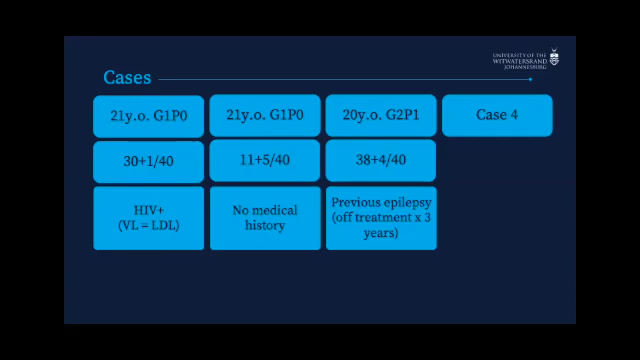 UNIVERSITY OF THE
WITWATERSRAND
JOHANNESBURG
Cases
21y.o. G1P0
21y.o. G1P0
20y.o. G2P1
Case 4
30+1/40
11+5/40
38+4/40
HIV+
(VL = LDL)
No medical
history
Previous epilepsy
(off treatment x 3
years)